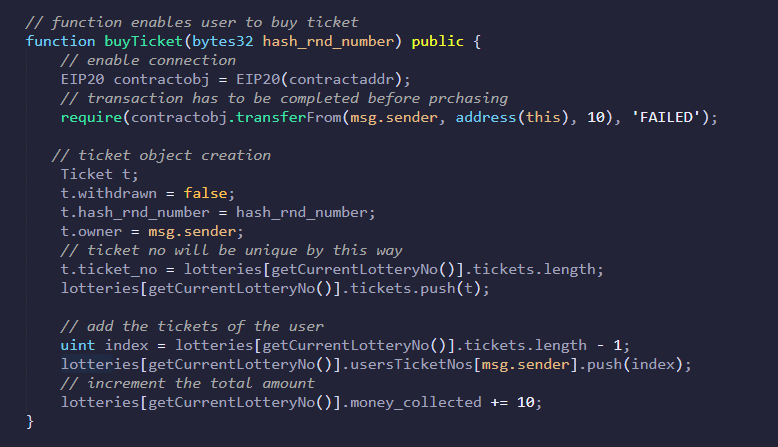 // function enables user to buy ticket
function buyTicket(bytes32 hash_rnd_number) public {
// enable connection
EIP20 contractobj = EIP20(contractaddr);
// transaction has to be completed before prchasing
require(contractobj.transferFrom(msg.sender, address(this), 10), 'FAILED');
// ticket object creation
Ticket t;
t.withdrawn = false;
t.hash_rnd_number = hash_rnd_number;
t.owner = msg.sender;
// ticket no will be unique by this way
t.ticket_no = lotteries[getCurrentLotteryNo()].tickets.length;
lotteries[getCurrentLotteryNo()].tickets.push(t);
// add the tickets of the user
uint index = lotteries[getCurrentLotteryNo()].tickets.length - 1;
lotteries[getCurrentLotteryNo()].usersTicketNos[msg.sender].push(index);
// increment the total amount
lotteries[getCurrentLotteryNo()].money_collected += 10;
}